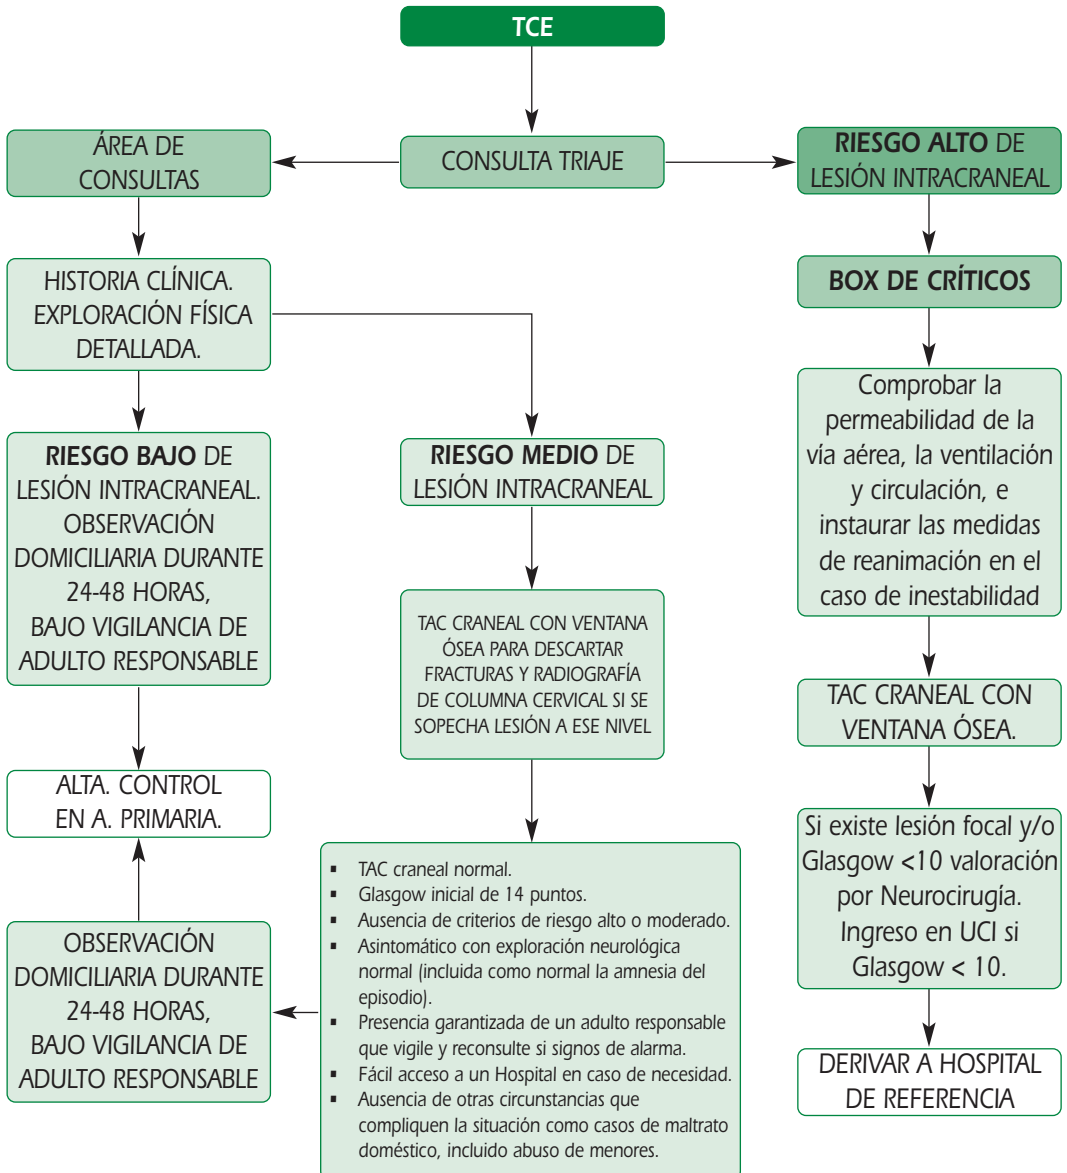 TCE
ÁREA DE
CONSULTAS
CONSULTA TRIAJE
RIESGO ALTO DE
LESIÓN INTRACRANEAL
HISTORIA CLÍNICA.
EXPLORACIÓN FÍSICA
DETALLADA.
BOX DE CRÍTICOS
RIESGO BAJO DE
LESIÓN INTRACRANEAL.
OBSERVACIÓN
DOMICILIARIA DURANTE
24-48 HORAS,
BAJO VIGILANCIA DE
ADULTO RESPONSABLE
RIESGO MEDIO DE
LESIÓN INTRACRANEAL
Comprobar la
permeabilidad de la
vía aérea, la ventilación
y circulación, e
instaurar las medidas
de reanimación en el
caso de inestabilidad
TAC CRANEAL CON VENTANA
ÓSEA PARA DESCARTAR
FRACTURAS Y RADIOGRAFÍA
DE COLUMNA CERVICAL SI SE
SOPECHA LESIÓN A ESE NIVEL
TAC CRANEAL CON
VENTANA ÓSEA.
ALTA. CONTROL
EN A. PRIMARIA.
Si existe lesión focal y/o
Glasgow <10 valoración
por Neurocirugía.
Ingreso en UCI si
Glasgow < 10.
▪ TAC craneal normal.
▪ Glasgow inicial de 14 puntos.
▪ Ausencia de criterios de riesgo alto o moderado.
▪ Asintomático con exploración neurológica
normal (incluida como normal la amnesia del
episodio).
▪ Presencia garantizada de un adulto responsable
que vigile y reconsulte si signos de alarma.
▪ Fácil acceso a un Hospital en caso de necesidad.
▪ Ausencia de otras circunstancias que
compliquen la situación como casos de maltrato
doméstico, incluido abuso de menores.
OBSERVACIÓN
DOMICILIARIA DURANTE
24-48 HORAS,
BAJO VIGILANCIA DE
ADULTO RESPONSABLE
DERIVAR A HOSPITAL
DE REFERENCIA